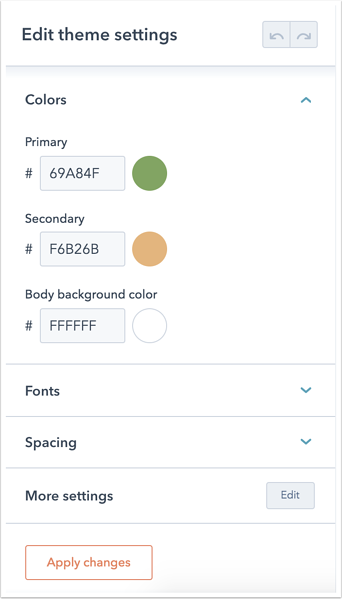 Edit theme settings
Colors
Primary
# 69A84F
Secondary
# F6B26B
Body background color
# FFFFFF
Fonts
Spacing
More settings Edit
Apply changes